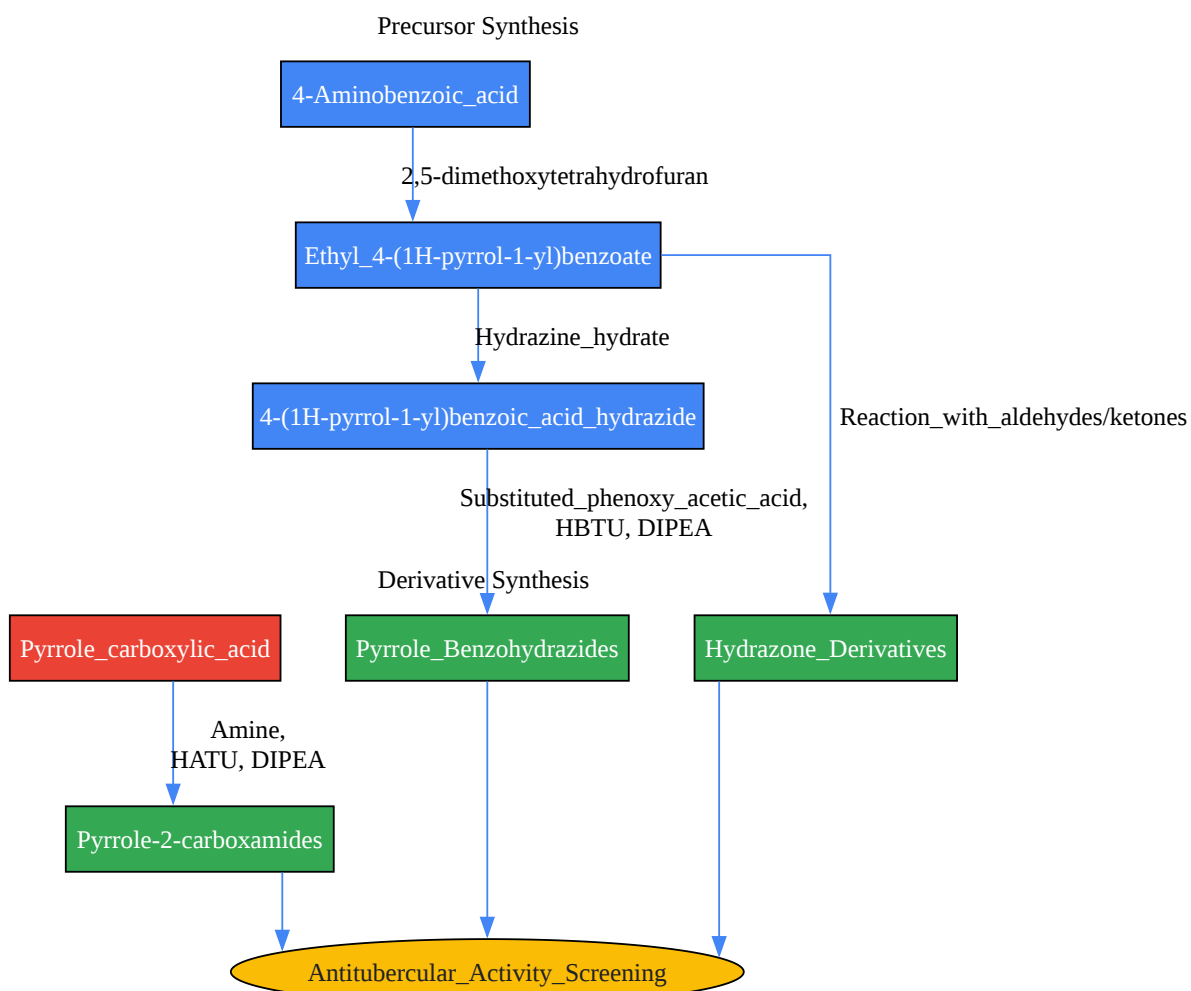 Precursor Synthesis
4-Aminobenzoic_acid
2,5-dimethoxytetrahydrofuran
Ethyl_4-(1H-pyrrol-1-yl)benzoate
Hydrazine_hydrate
4-(1H-pyrrol-1-yl)benzoic_acid_hydrazide
Reaction_with_aldehydes/ketones
Substituted_phenoxy_acetic_acid,
HBTU, DIPEA
Derivative Synthesis
Pyrrole_carboxylic_acid
Pyrrole_Benzohydrazides
Hydrazone_Derivatives
Amine,
HATU, DIPEA
Pyrrole-2-carboxamides
Antitubercular_Activity_Screening